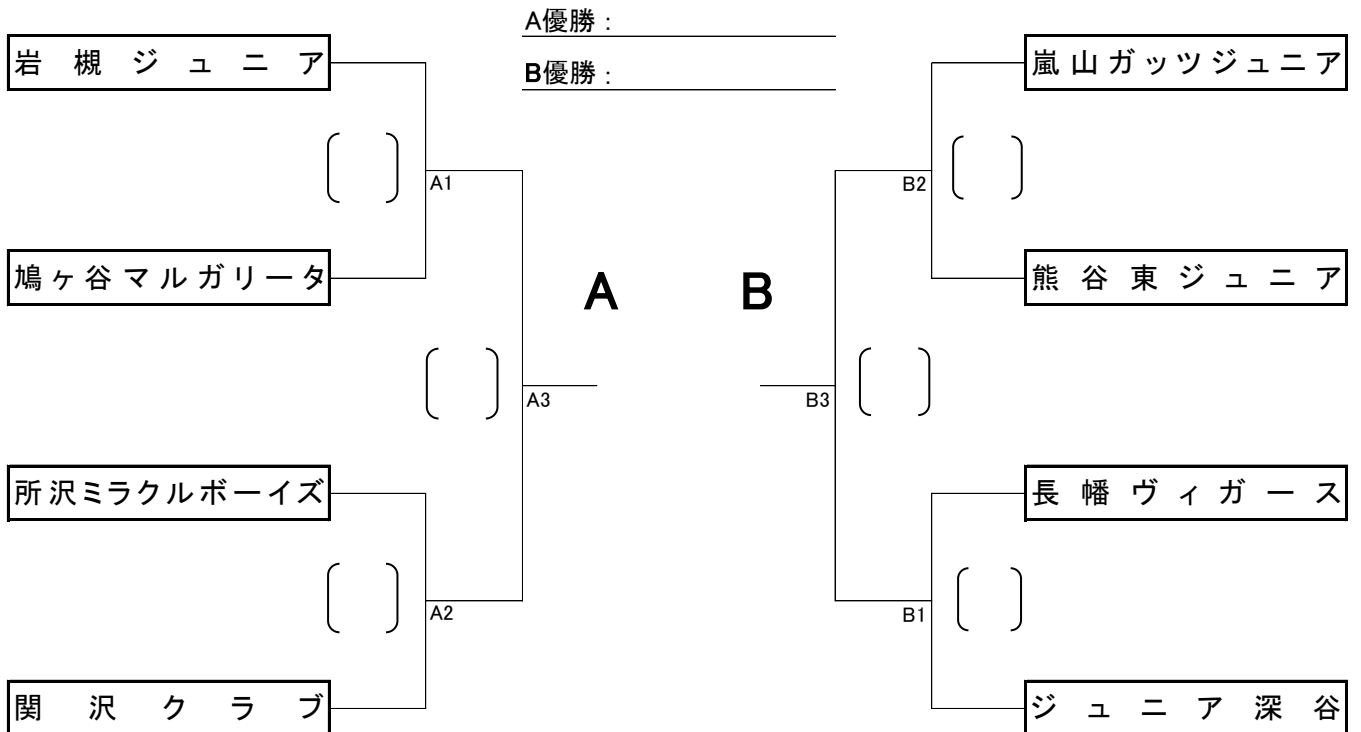 A優勝：
岩槻ジュニア
嵐山ガッツジュニア
B優勝：
A1
B2
鳩ヶ谷マルガリータ
A
B
熊谷東ジュニア
A3
B3
所沢ミラクルボーイズ
長幡ヴィガース
A2
B1
関沢クラブ
ジュニア深谷